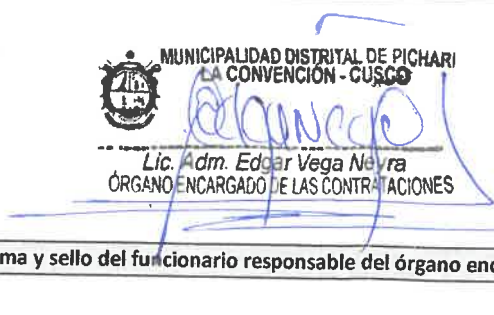 MUNICIPALIDAD DISTRITAL DE PICHARI
LA CONVENCIÓN - CUSCO
Lic. Adm. Edgar Vega Neyra
ÓRGANO ENCARGADO DE LAS CONTRATACIONES
ma y sello del funcionario responsable del órgano enc